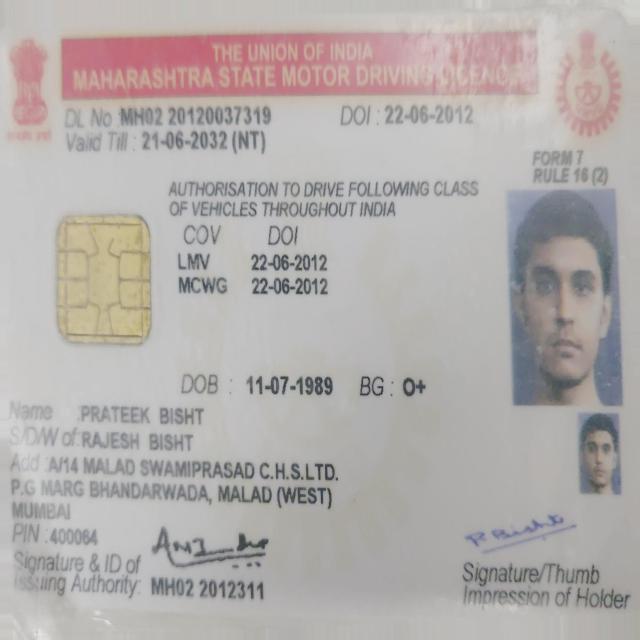 THE UNION OF INDIA
MAHARASHTRA STATE MOTOR DRIVING LICENCE
DL No MH02 20120037319 DOI : 22-06-2012
Valid Till : 21-06-2032 (NT)
FORM 7
RULE 16 (2)
AUTHORISATION TO DRIVE FOLLOWING CLASS
OF VEHICLES THROUGHOUT INDIA
COV DOI
LMV 22-06-2012
MCWG 22-06-2012
DOB : 11-07-1989 BG : O+
Name : PRATEEK BISHT
S/D/W of : RAJESH BISHT
Add : A/14 MALAD SWAMIPRASAD C.H.S.LTD.
P.G MARG BHANDARWADA, MALAD (WEST)
MUMBAI
PIN : 400064
P. Bisht
Signature & ID of
Issuing Authority: MH02 2012311
Signature/Thumb
Impression of Holder